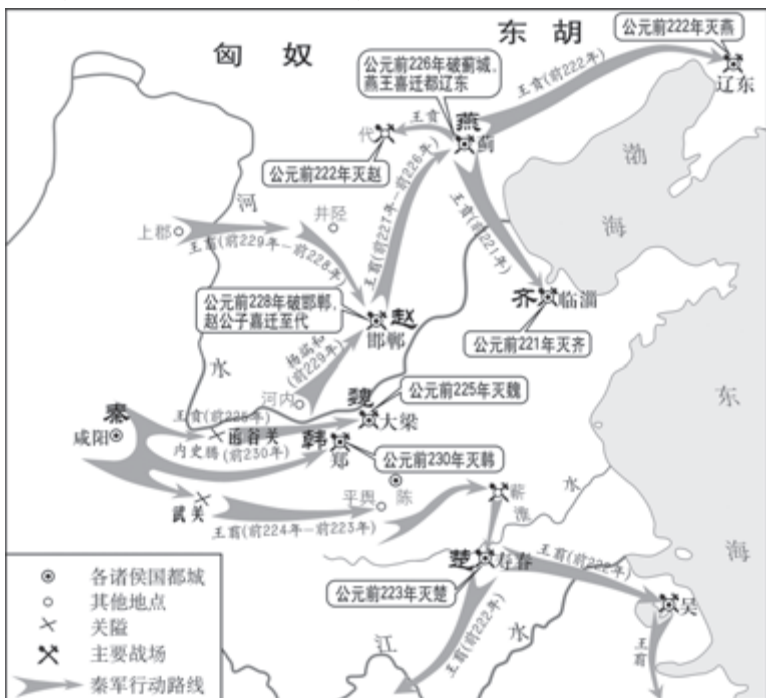 匈奴
东胡
公元前222年灭燕
公元前226年破蓟城，
燕王喜迁都辽东
王贲(前222年)
辽东
燕
蓟
王贲
代
公元前222年灭赵
渤
海
河
井陉
上郡
王翦(前229年-前228年)
王翦(前227年-前226年)
王贲(前221年)
公元前228年破邯郸，
赵公子嘉迁至代
赵
邯郸
齐
临淄
公元前221年灭齐
杨端和
(前229年)
水
河内
魏
公元前225年灭魏
大梁
东
海
秦
咸阳
王贲(前225年)
函谷关
内史腾(前230年)
韩
郑
公元前230年灭韩
武关
平舆
陈
蕲
淮
水
王翦(前224年-前223年)
楚
寿春
公元前223年灭楚
王翦(前222年)
吴
王翦
王翦(前222年)
江
水
各诸侯国都城
其他地点
关隘
主要战场
秦军行动路线